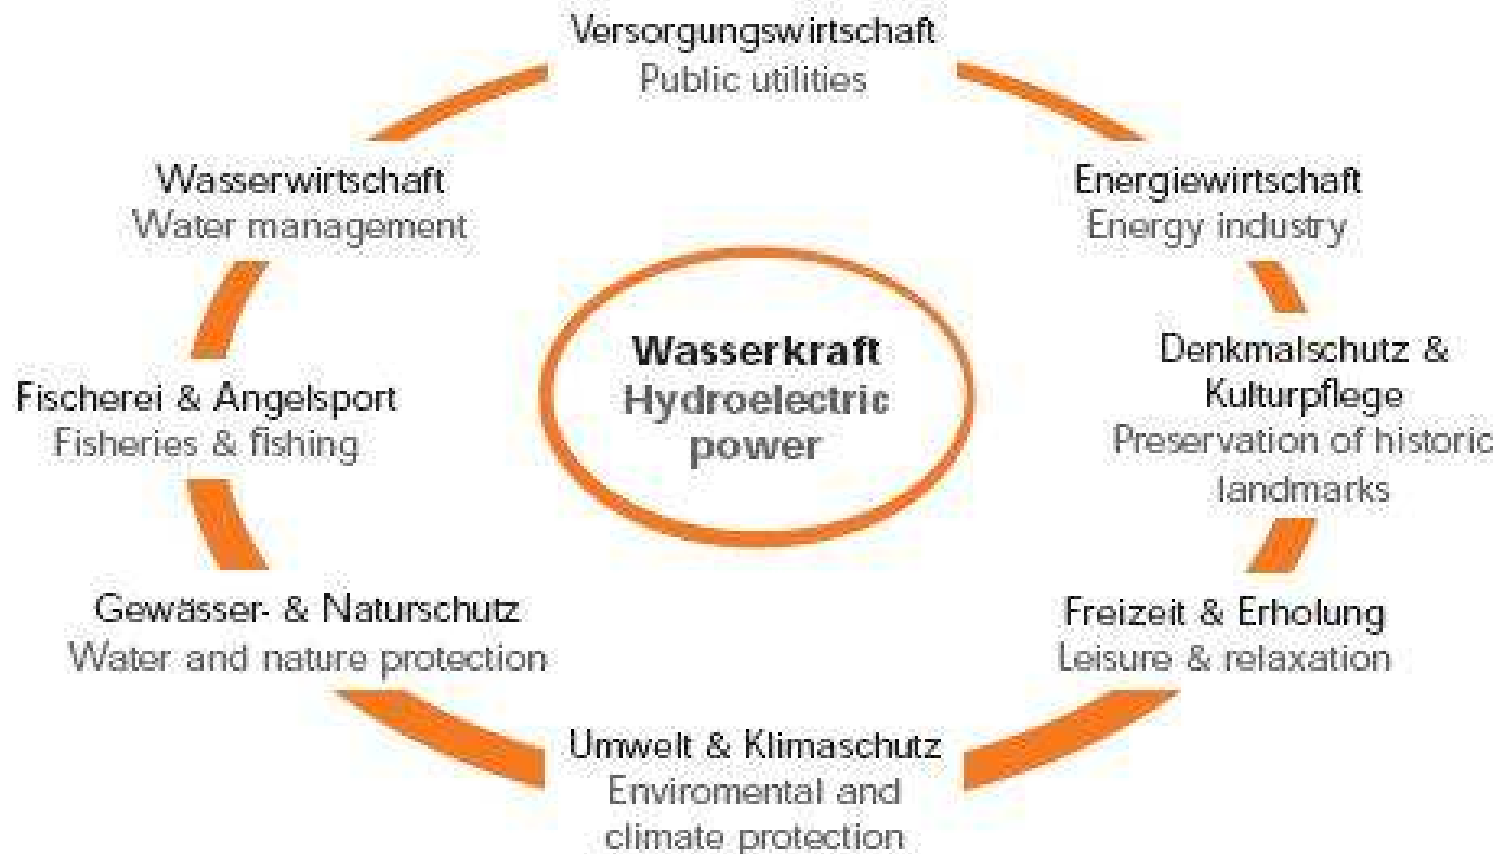 Versorgungswirtschaft
Public utilities
Wasserwirtschaft
Water management
Energiewirtschaft
Energy industry
Wasserkraft
Hydroelectric
power
Denkmalschutz &
Kulturpflege
Preservation of historic
landmarks
Fischerei & Angelsport
Fisheries & fishing
Gewässer- & Naturschutz
Water and nature protection
Freizeit & Erholung
Leisure & relaxation
Umwelt & Klimaschutz
Enviromental and
climate protection